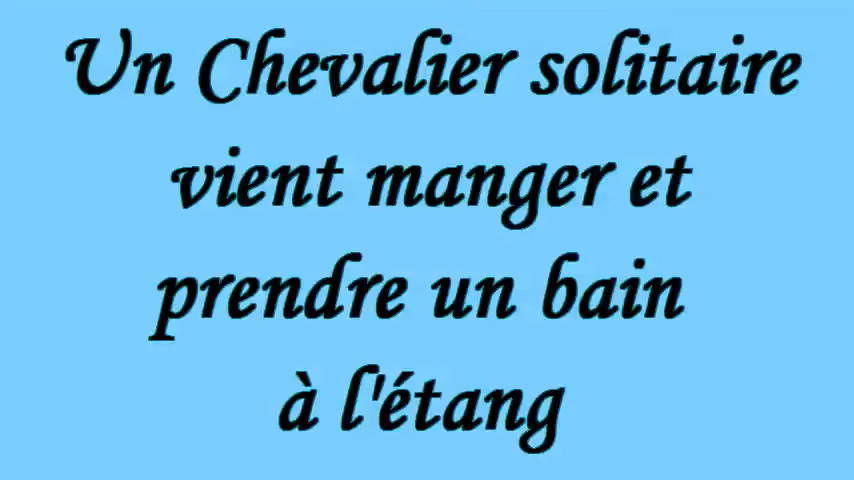 Un Chevalier solitaire
vient manger et
prendre un bain
à l'étang